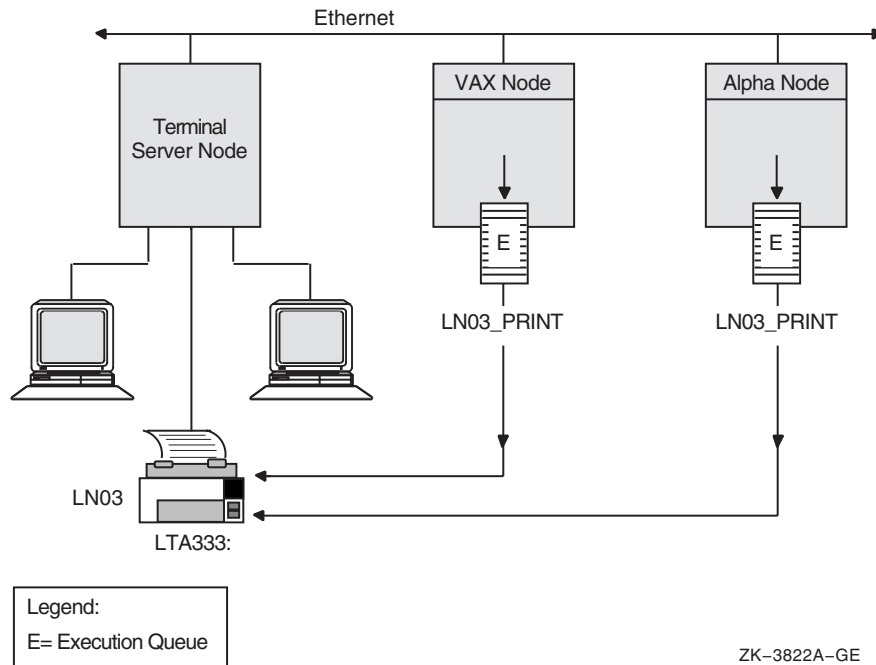 Ethernet
Terminal
Server Node
VAX Node
Alpha Node
E
E
LN03_PRINT
LN03_PRINT
LN03
LTA333:
Legend:
E= Execution Queue
ZK–3822A–GE